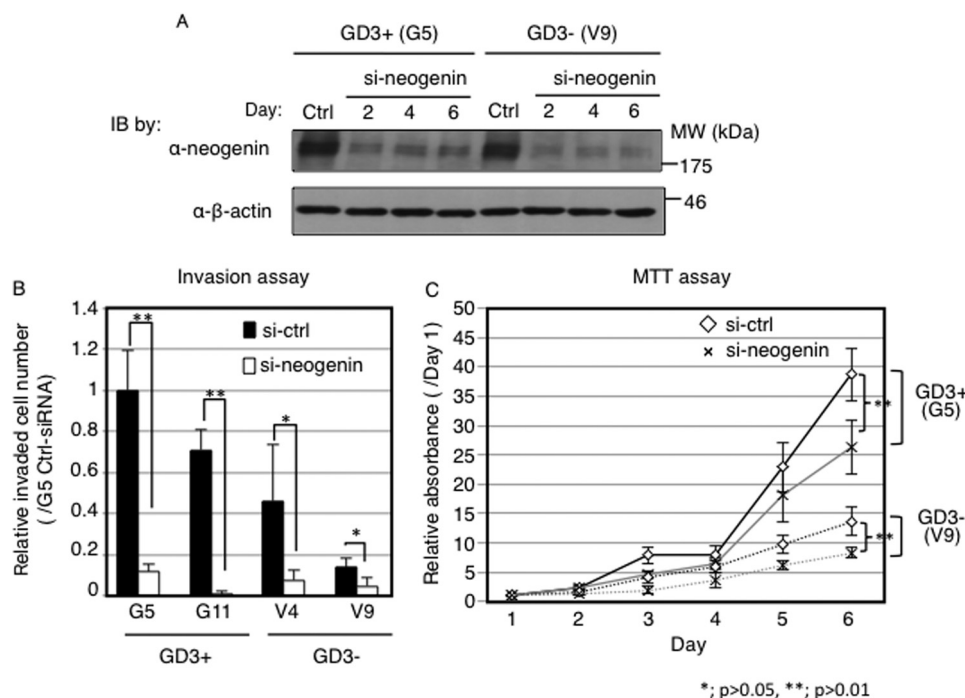 A
GD3+ (G5) GD3- (V9)
si-neogenin si-neogenin
Day: Ctrl 2 4 6 Ctrl 2 4 6
IB by: MW (kDa)
α-neogenin 175
α-β-actin 46
B Invasion assay
Relative invaded cell number
( /G5 Ctrl-siRNA)
1.4
1.2
1
0.8
0.6
0.4
0.2
0
si-ctrl
si-neogenin
** ** * *
G5 G11 V4 V9
GD3+ GD3-
C MTT assay
Relative absorbance ( /Day 1)
50
45
40
35
30
25
20
15
10
5
0
si-ctrl
si-neogenin
** GD3+
(G5)
** GD3-
(V9)
1 2 3 4 5 6
Day
*; p>0.05, **; p>0.01